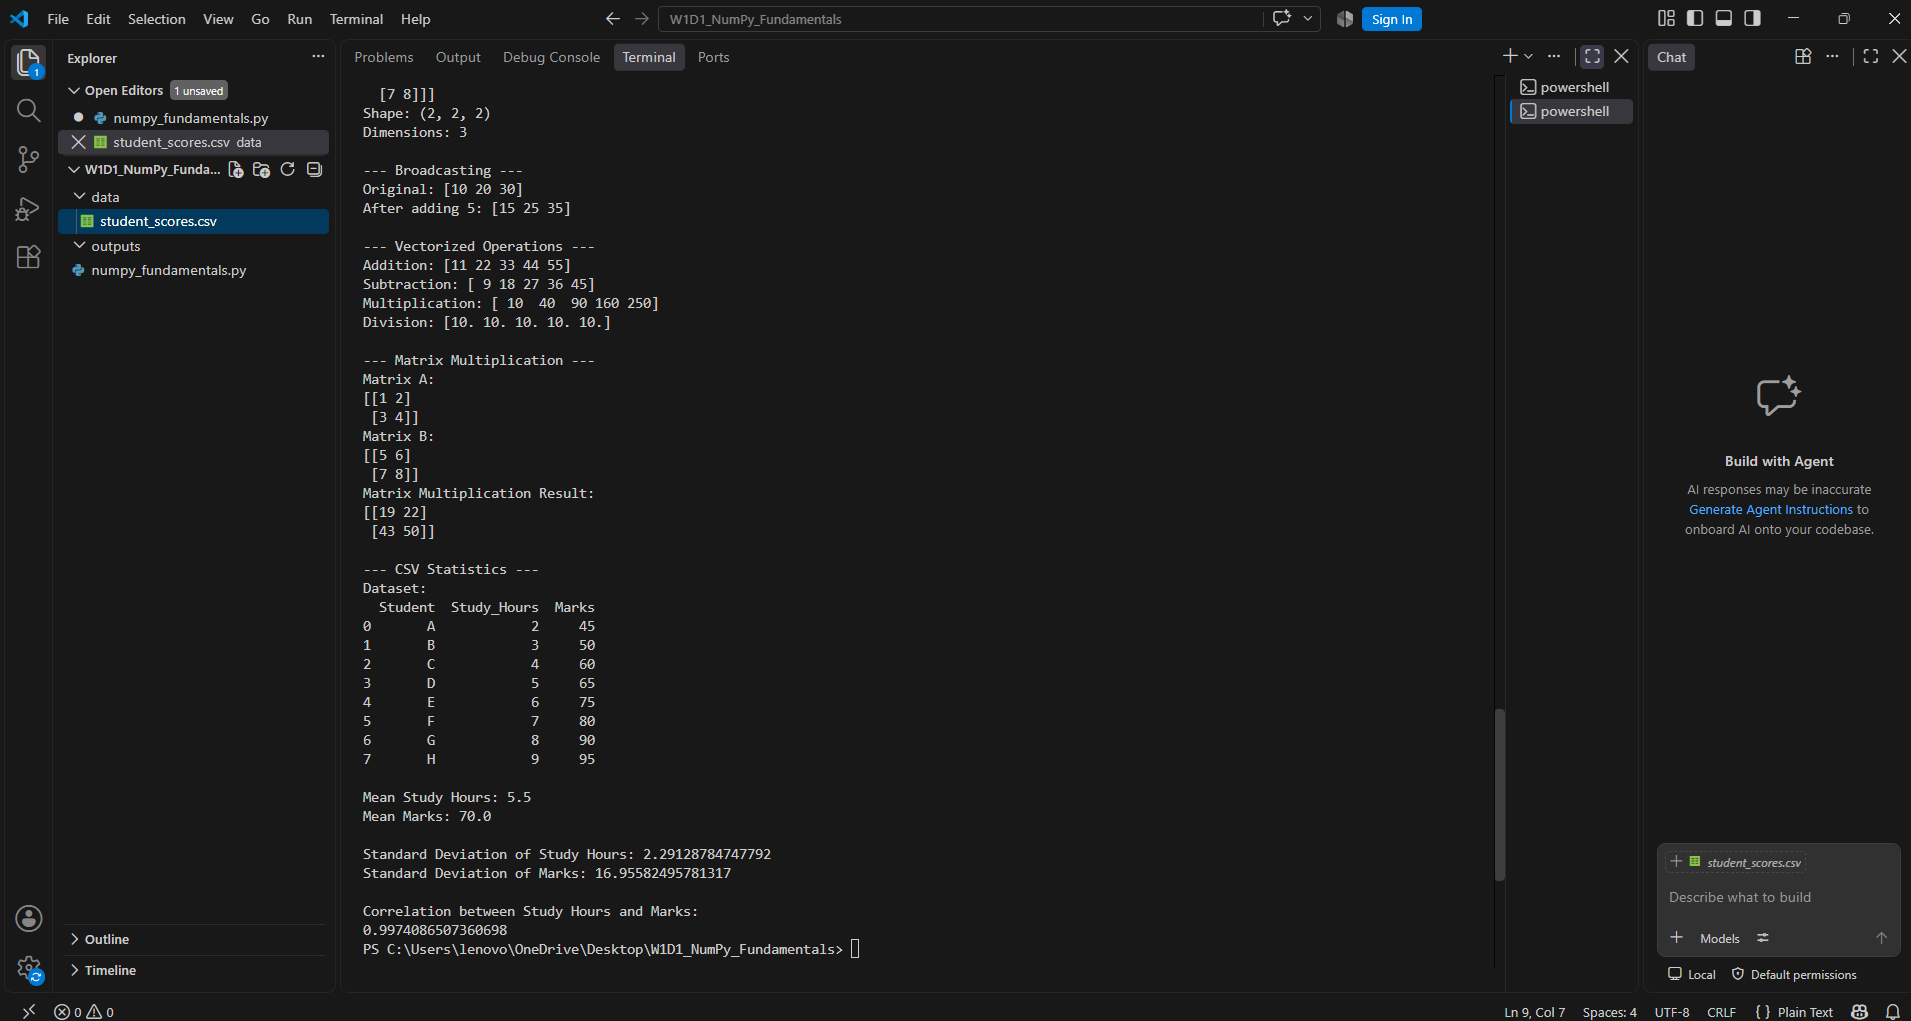 File Edit Selection View Go Run Terminal Help
W1D1_NumPy_Fundamentals
Sign In
1
Explorer
Open Editors 1 unsaved
numpy_fundamentals.py
student_scores.csv data
W1D1_NumPy_Funda...
data
student_scores.csv
outputs
numpy_fundamentals.py
Outline
Timeline
Problems Output Debug Console Terminal Ports
[7 8]]]
Shape: (2, 2, 2)
Dimensions: 3
--- Broadcasting ---
Original: [10 20 30]
After adding 5: [15 25 35]
--- Vectorized Operations ---
Addition: [11 22 33 44 55]
Subtraction: [ 9 18 27 36 45]
Multiplication: [ 10  40  90 160 250]
Division: [10. 10. 10. 10. 10.]
--- Matrix Multiplication ---
Matrix A:
[[1 2]
 [3 4]]
Matrix B:
[[5 6]
 [7 8]]
Matrix Multiplication Result:
[[19 22]
 [43 50]]
--- CSV Statistics ---
Dataset:
  Student  Study_Hours  Marks
0       A            2     45
1       B            3     50
2       C            4     60
3       D            5     65
4       E            6     75
5       F            7     80
6       G            8     90
7       H            9     95
Mean Study Hours: 5.5
Mean Marks: 70.0
Standard Deviation of Study Hours: 2.29128784747792
Standard Deviation of Marks: 16.95582495781317
Correlation between Study Hours and Marks:
0.9974086507360698
PS C:\Users\lenovo\OneDrive\Desktop\W1D1_NumPy_Fundamentals>
powershell
powershell
Chat
Build with Agent
AI responses may be inaccurate
Generate Agent Instructions to
onboard AI onto your codebase.
student_scores.csv
Describe what to build
Models
Local Default permissions
0 0
Ln 9, Col 7 Spaces: 4 UTF-8 CRLF {} Plain Text